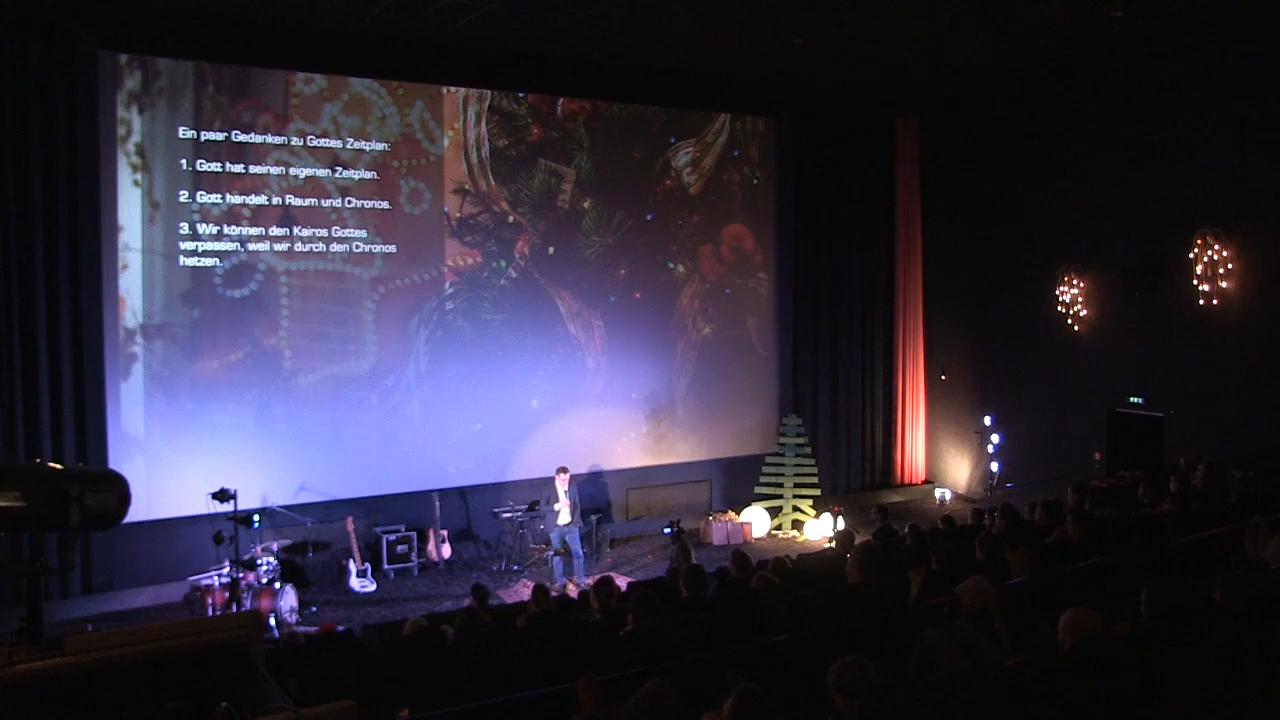 Ein paar Gedanken zu Gottes Zeitplan:
1. Gott hat seinen eigenen Zeitplan.
2. Gott handelt in Raum und Chronos.
3. Wir können den Kairos Gottes
verpassen, weil wir durch den Chronos
hetzen.